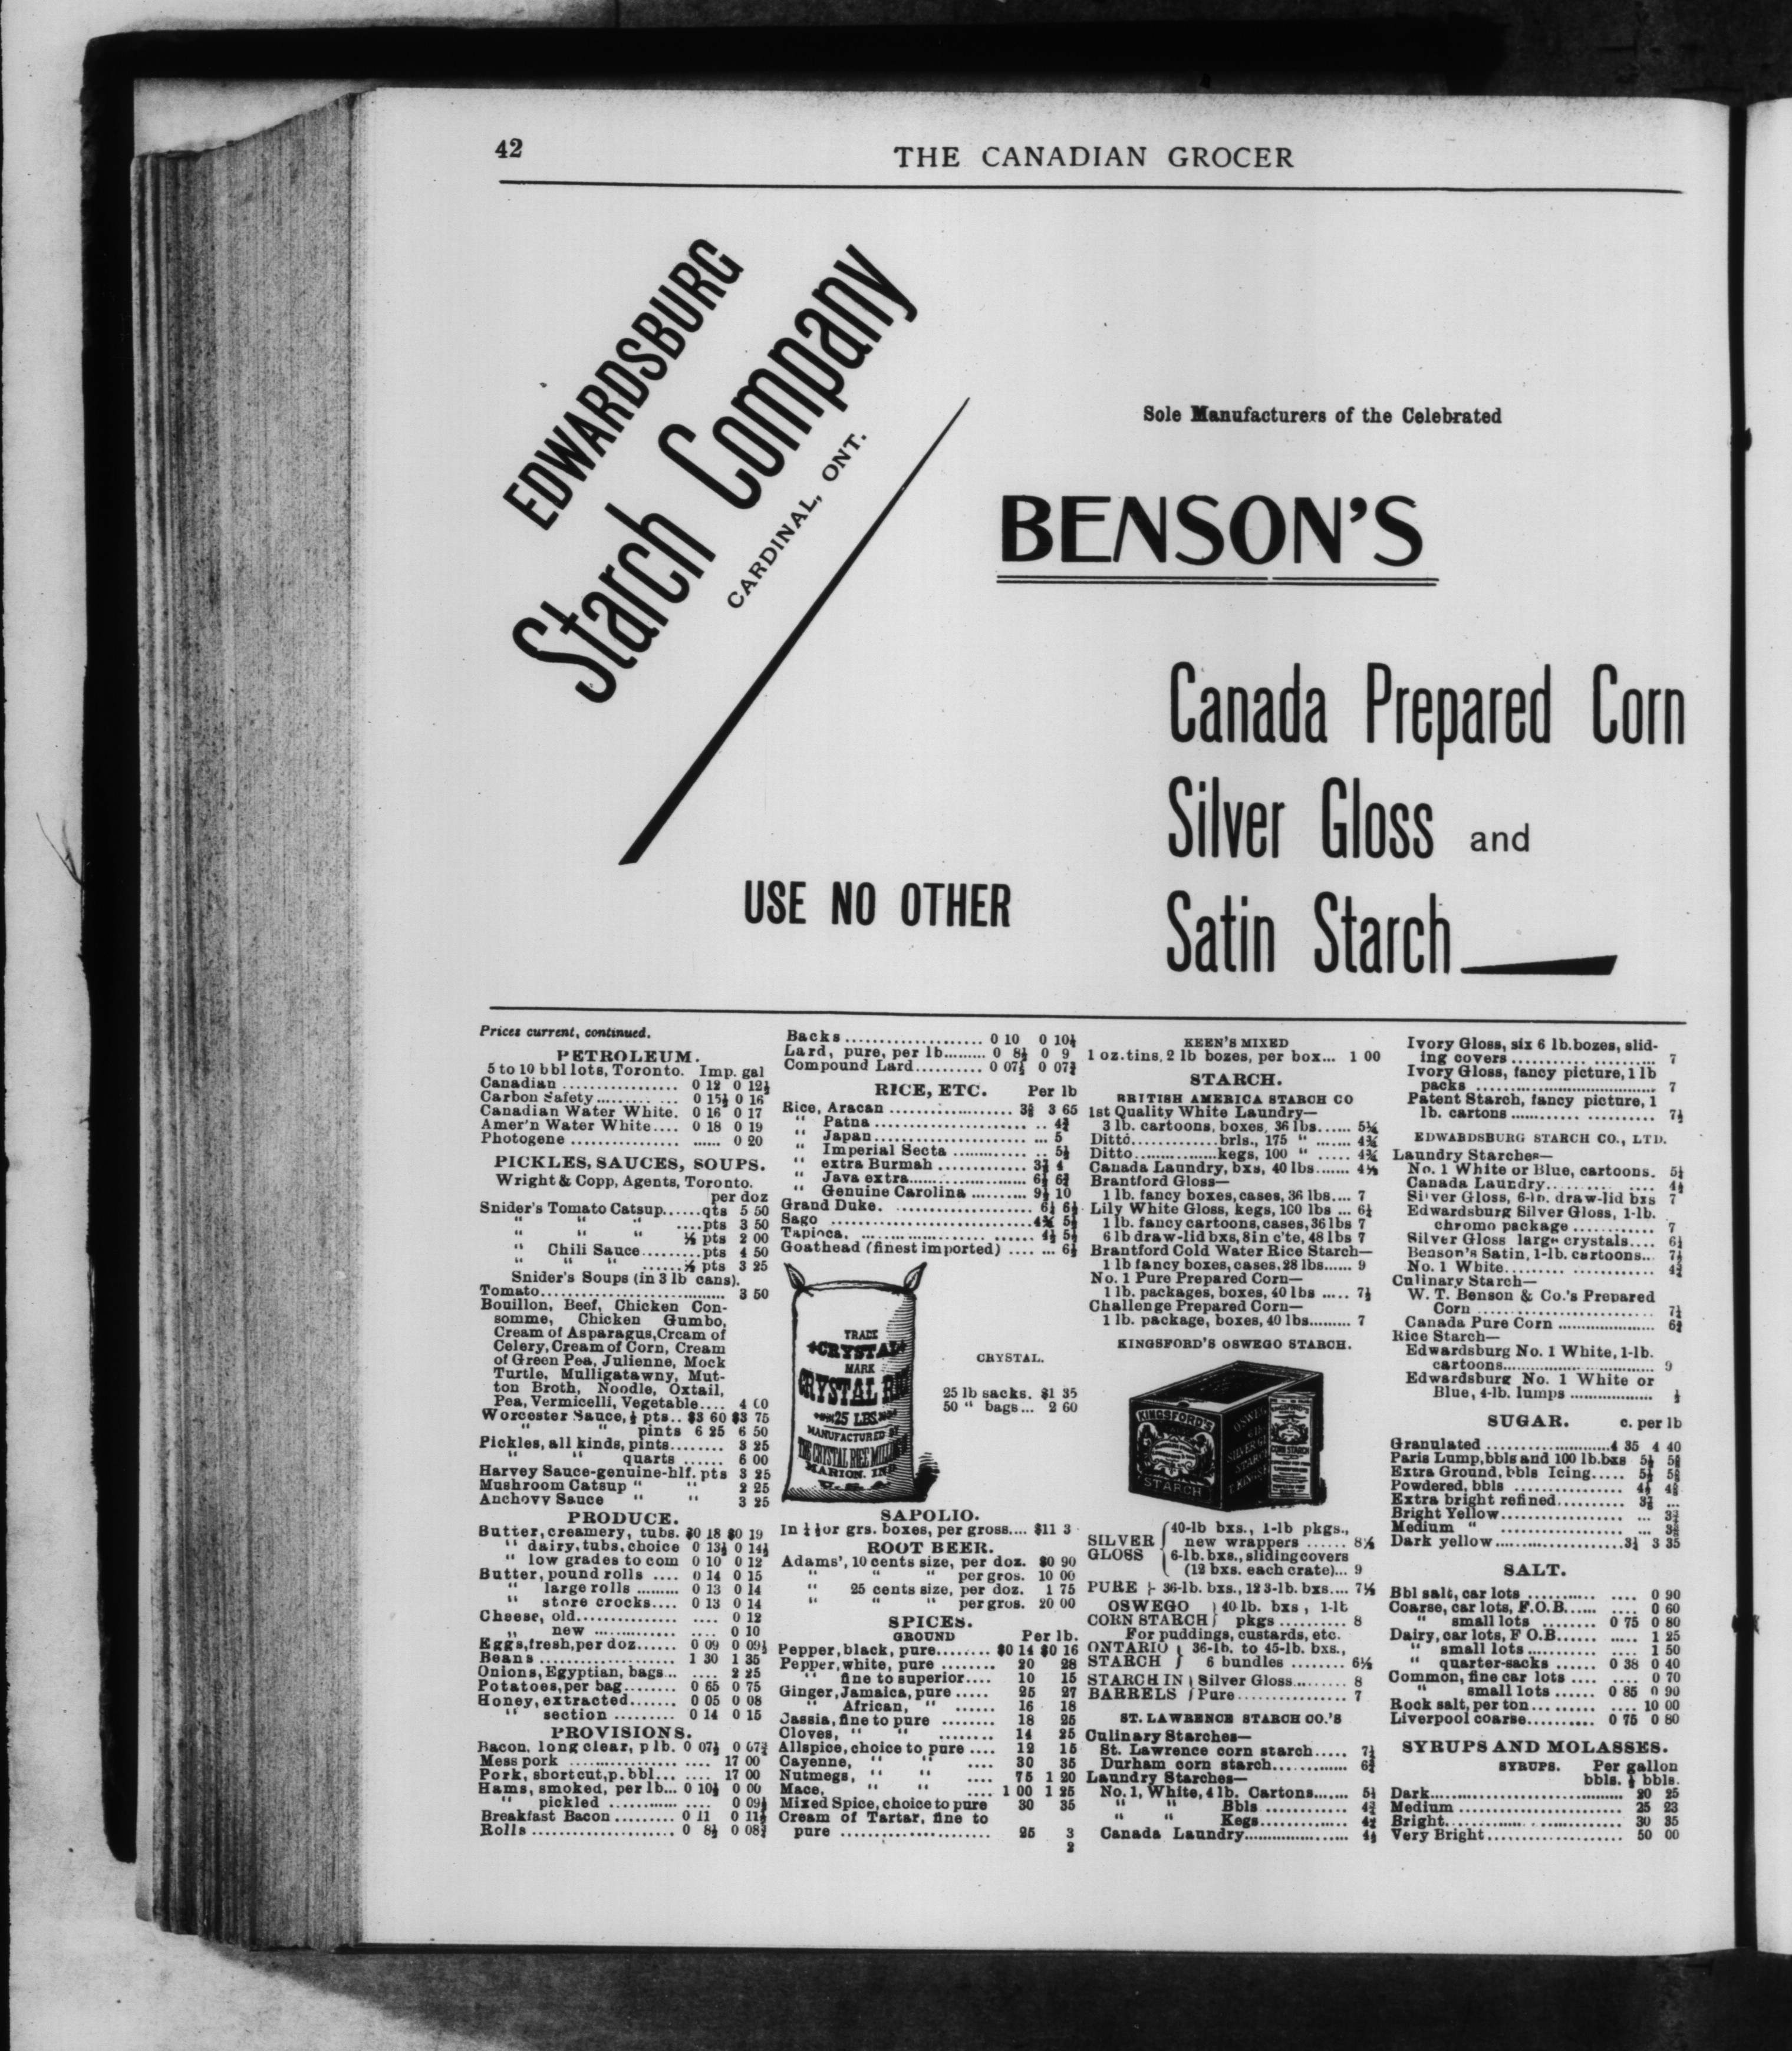 42
THE CANADIAN GROCER
EDWARDSBURG
Starch Company
CARDINAL, ONT.
Sole Manufacturers of the Celebrated
BENSON'S
Canada Prepared Corn
Silver Gloss and
Satin Starch
USE NO OTHER
Prices current, continued.
PETROLEUM.
5 to 10 bbl lots, Toronto. Imp. gal
Canadian ................ 0 12 0 12½
Carbon Safety......... ... 0 15½ 0 16
Canadian Water White. 0 16 0 17
Amer'n Water White.... 0 18 0 19
Photogene ............... ...... 0 20
PICKLES, SAUCES, SOUPS.
Wright & Copp, Agents, Toronto.
per doz
Snider's Tomato Catsup......qts 5 50
" " " ....pts 3 50
" " " ½ pts 2 00
" Chili Sauce.........pts 4 50
" " " ......½ pts 3 25
Snider's Soups (in 3 lb cans).
Tomato.......................... 3 50
Bouillon, Beef, Chicken Con-
somme, Chicken Gumbo,
Cream of Asparagus, Cream of
Celery, Cream of Corn, Cream
of Green Pea, Julienne, Mock
Turtle, Mulligatawny, Mut-
ton Broth, Noodle, Oxtail,
Pea, Vermicelli, Vegetable.... 4 00
Worcester Sauce, ½ pts.. $3 60 $3 75
" " pints 6 25 6 50
Pickles, all kinds, pints........ 3 25
" " quarts ...... 6 00
Harvey Sauce-genuine-hlf. pts 3 25
Mushroom Catsup " " 2 25
Anchovy Sauce " " 3 25
PRODUCE.
Butter, creamery, tubs. $0 18 $0 19
" dairy, tubs, choice 0 13½ 0 14½
" low grades to com 0 10 0 12
Butter, pound rolls .... 0 14 0 15
" large rolls ......... 0 13 0 14
" store crocks.... 0 13 0 14
Cheese, old.............. .... 0 12
" new ............. .... 0 10
Eggs, fresh, per doz...... 0 09 0 09½
Beans ................... 1 30 1 35
Onions, Egyptian, bags... .... 2 25
Potatoes, per bag........ 0 65 0 75
Honey, extracted....... 0 05 0 08
" section ......... 0 14 0 15
PROVISIONS.
Bacon, long clear, p lb. 0 07½ 0 07¾
Mess pork ................ .... 17 00
Pork, shortcut, p. bbl... .... 17 00
Hams, smoked, per lb... 0 10½ 0 00
" pickled ............. .... 0 09½
Breakfast Bacon ......... 0 11 0 11½
Rolls .................... 0 8½ 0 08¾
Backs................... 0 10 0 10½
Lard, pure, per lb......... 0 8½ 0 9
Compound Lard.......... 0 07½ 0 07¾
RICE, ETC. Per lb
Rice, Aracan ................. 3⅝ 3 65
" Patna ........................ .. 4¾
" Japan..................... ... 5
" Imperial Seeta ............. .. 5½
" extra Burmah ............ 3¾ 4
" Java extra................ 6½ 6¾
" Genuine Carolina .......... 9½ 10
Grand Duke. ................... 6½ 6½
Sago ............................ 4¾ 5½
Tapioca. ........................ 4½ 5½
Goathead (finest imported) .... ... 6½
TRADE
CRYSTAL
MARK
CRYSTAL
25 LBS
MANUFACTURED BY
THE CRYSTAL RICE MILLING
MARION, IND
U. S. A.
CRYSTAL.
25 lb sacks. $1 35
50 " bags... 2 60
SAPOLIO.
In ¼ ½ or grs. boxes, per gross.... $11 3
ROOT BEER.
Adams', 10 cents size, per doz. $0 90
" " " per gros. 10 00
" 25 cents size, per doz. 1 75
" " " per gros. 20 00
SPICES.
GROUND Per lb.
Pepper, black, pure........ $0 14 $0 16
Pepper, white, pure ........ 20 28
" fine to superior.... 10 15
Ginger, Jamaica, pure ..... 25 27
" African, ...... 16 18
Cassia, fine to pure ........ 18 25
Cloves, " " ........ 14 25
Allspice, choice to pure .... 12 15
Cayenne, " " .... 30 35
Nutmegs, " " .... 75 1 20
Mace, " " .... 1 00 1 25
Mixed Spice, choice to pure 30 35
Cream of Tartar, fine to
pure ...................... 25 3
2
KEEN'S MIXED
1 oz. tins, 2 lb bozes, per box... 1 00
STARCH.
BRITISH AMERICA STARCH CO
1st Quality White Laundry—
3 lb. cartoons, boxes, 36 lbs...... 5¼
Ditto............brls., 175 " ....... 4¾
Ditto...............kegs, 100 " ..... 4¾
Canada Laundry, bxs, 40 lbs....... 4½
Brantford Gloss—
1 lb. fancy boxes, cases, 36 lbs.... 7
Lily White Gloss, kegs, 100 lbs ... 6½
1 lb. fancy cartoons, cases, 36 lbs 7
6 lb draw-lid bxs, 8 in c'te, 48 lbs 7
Brantford Cold Water Rice Starch—
1 lb fancy boxes, cases, 28 lbs...... 9
No. 1 Pure Prepared Corn—
1 lb. packages, boxes, 40 lbs ..... 7½
Challenge Prepared Corn—
1 lb. package, boxes, 40 lbs......... 7
KINGSFORD'S OSWEGO STARCH.
KINGSFORD'S
STARCH
SILVER GLOSS { 40-lb bxs., 1-lb pkgs.,
new wrappers ...... 8½
6-lb. bxs., sliding covers
(12 bxs. each crate)... 9
PURE }- 36-lb. bxs., 12 3-lb. bxs.... 7½
OSWEGO } 40 lb. bxs, 1-lb
CORN STARCH } pkgs .......... 8
For puddings, custards, etc.
ONTARIO } 36-lb. to 45-lb. bxs.,
STARCH } 6 bundles ........ 6½
STARCH IN } Silver Gloss........ 8
BARRELS } Pure................ 7
ST. LAWRENCE STARCH CO.'S
Culinary Starches—
St. Lawrence corn starch..... 7½
Durham corn starch.............. 6¾
Laundry Starches—
No. 1, White, 4 lb. Cartons....... 5½
" " Bbls ............ 4¾
" " Kegs............. 4¾
Canada Laundry...................... 4½
Ivory Gloss, six 6 lb. bozes, slid-
ing covers .......... .......... 7
Ivory Gloss, fancy picture, 1 lb
packs .............................. 7
Patent Starch, fancy picture, 1
lb. cartons ............ .......... 7½
EDWARDSBURG STARCH CO., LTD.
Laundry Starches—
No. 1 White or Blue, cartoons. 5½
Canada Laundry.......... .... 4½
Silver Gloss, 6-lb. draw-lid bxs 7
Edwardsburg Silver Gloss, 1-lb.
chromo package ............ 7
Silver Gloss large crystals.... 6½
Benson's Satin, 1-lb. cartoons... 7½
No. 1 White.......... ............ 4¾
Culinary Starch—
W. T. Benson & Co.'s Prepared
Corn ............................ 7½
Canada Pure Corn ..................... 6¾
Rice Starch—
Edwardsburg No. 1 White, 1-lb.
cartoons.............................. 9
Edwardsburg No. 1 White or
Blue, 4-lb. lumps .................. ½
SUGAR. c. per lb
Granulated ........................4 35 4 40
Paris Lump, bbls and 100 lb. bxs 5½ 5⅝
Extra Ground, bbls Icing..... 5½ 5⅝
Powdered, bbls ................ 4½ 4⅝
Extra bright refined.......... 3¾ ...
Bright Yellow.................. ... 3¾
Medium " .................. ... 3⅝
Dark yellow.....................3½ 3 35
SALT.
Bbl salt, car lots ........... .... 0 90
Coarse, car lots, F.O.B...... .... 0 60
" small lots ......... 0 75 0 80
Dairy, car lots, F O.B...... ..... 1 25
" small lots .......... .... 1 50
" quarter-sacks ...... 0 38 0 40
Common, fine car lots .... .... 0 70
" small lots ...... 0 85 0 90
Rock salt, per ton......... .... 10 00
Liverpool coarse.......... 0 75 0 80
SYRUPS AND MOLASSES.
SYRUPS. Per gallon
bbls. ½ bbls.
Dark............................... 20 25
Medium .......................... 25 23
Bright............................. 30 35
Very Bright...................... 50 00